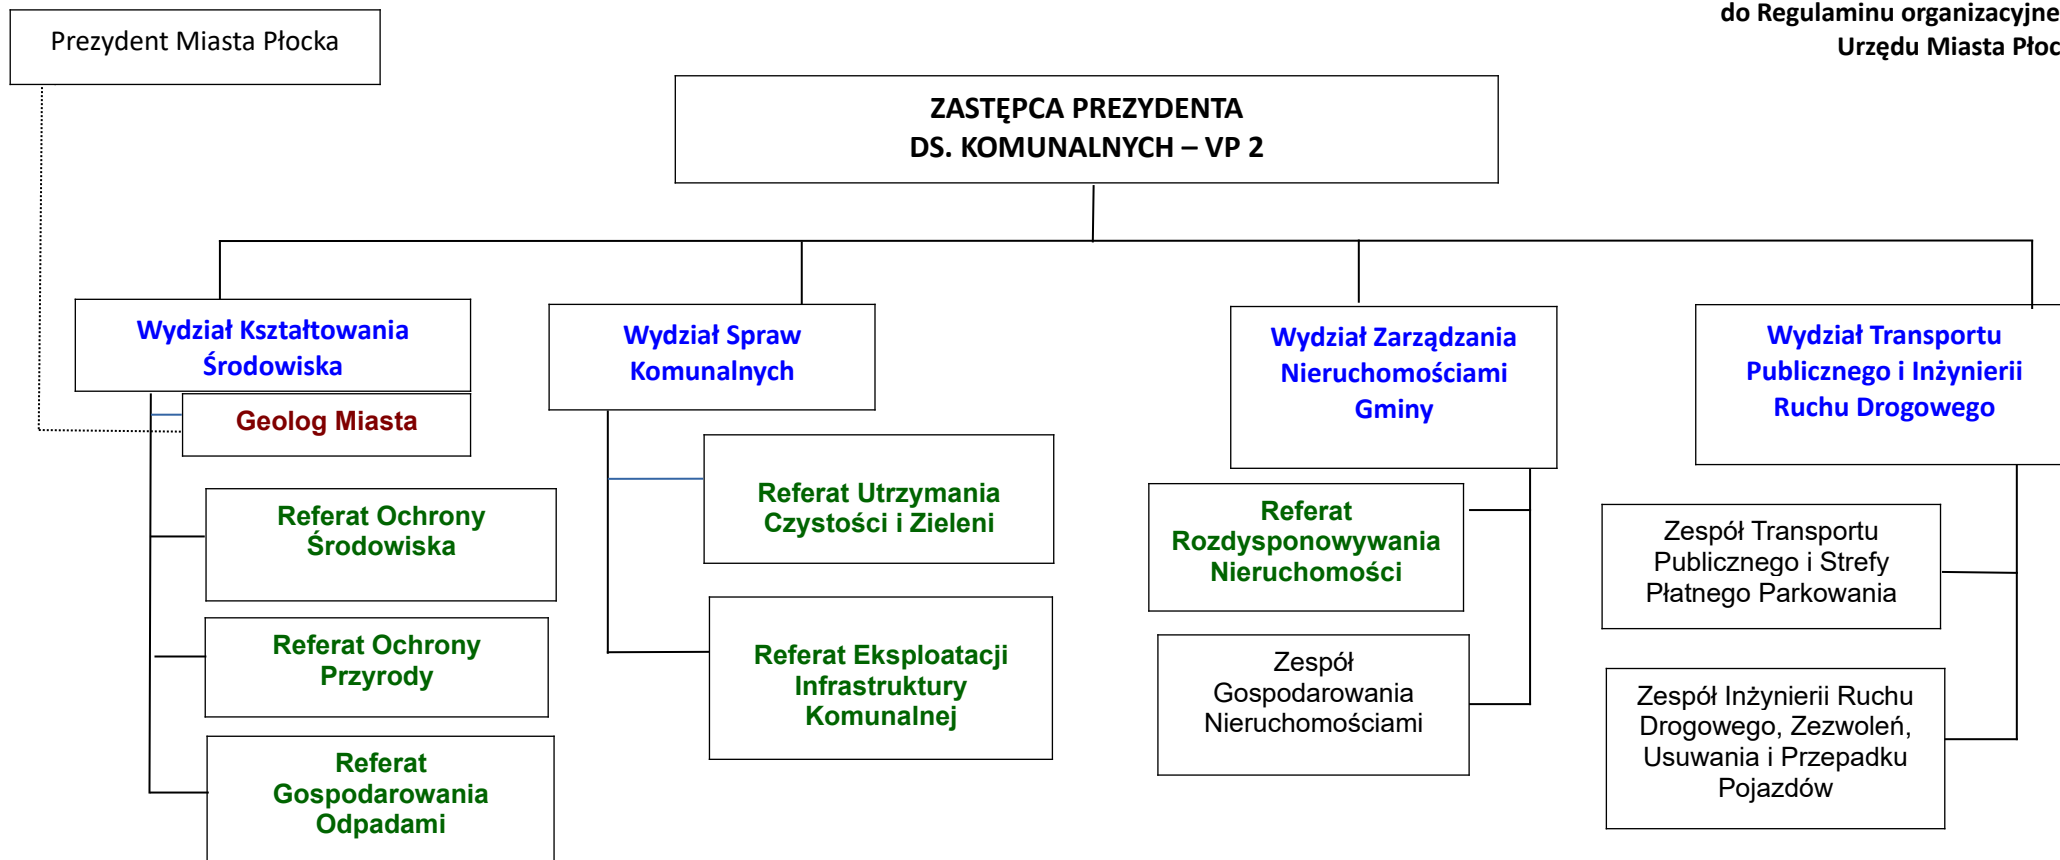 do Regulaminu organizacyjne
Urzędu Miasta Płoc
Prezydent Miasta Płocka
ZASTĘPCA PREZYDENTA
DS. KOMUNALNYCH – VP 2
Wydział Kształtowania
Środowiska
Geolog Miasta
Referat Ochrony
Środowiska
Referat Ochrony
Przyrody
Referat
Gospodarowania
Odpadami
Wydział Spraw
Komunalnych
Referat Utrzymania
Czystości i Zieleni
Referat Eksploatacji
Infrastruktury
Komunalnej
Wydział Zarządzania
Nieruchomościami
Gminy
Referat
Rozdysponowywania
Nieruchomości
Zespół
Gospodarowania
Nieruchomościami
Wydział Transportu
Publicznego i Inżynierii
Ruchu Drogowego
Zespół Transportu
Publicznego i Strefy
Płatnego Parkowania
Zespół Inżynierii Ruchu
Drogowego, Zezwoleń,
Usuwania i Przepadku
Pojazdów